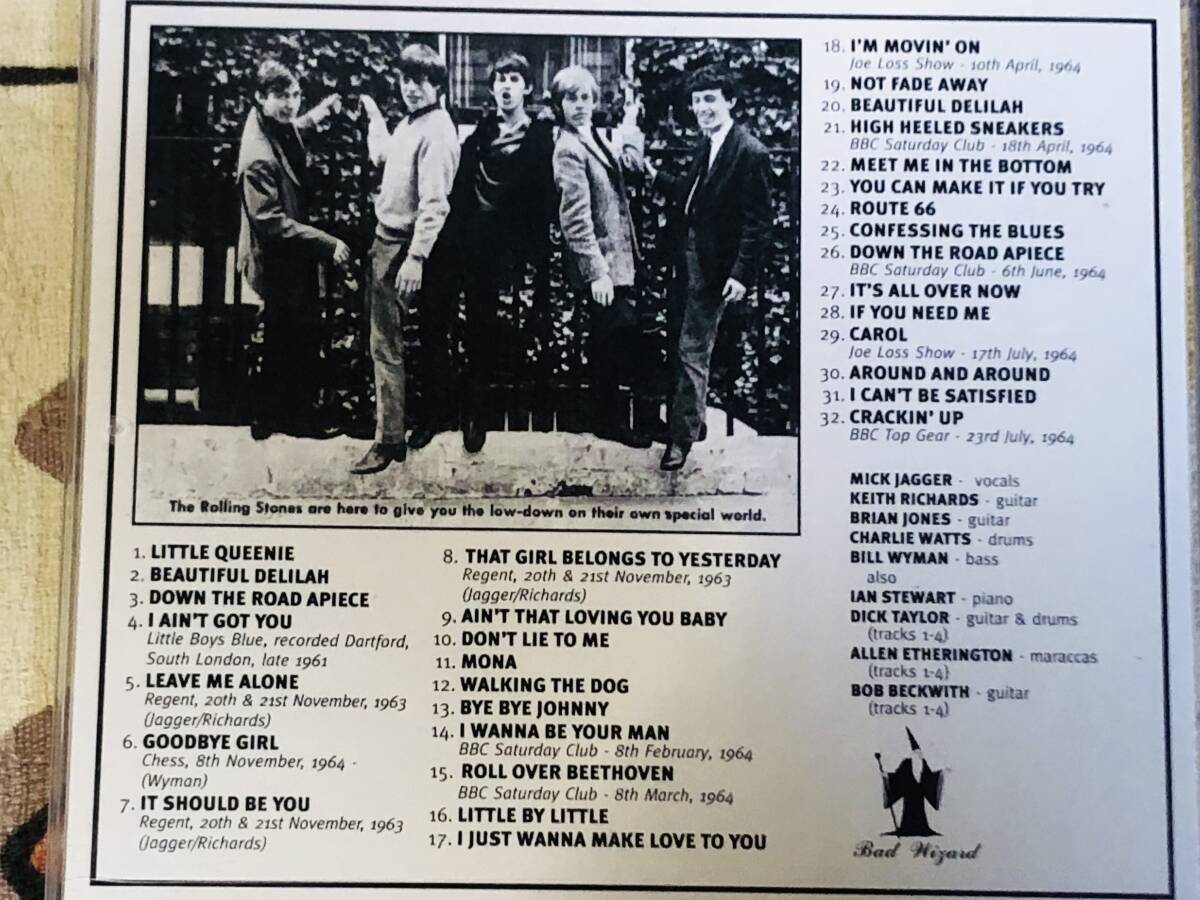 The Rolling Stones are here to give you the low-down on their own special world.
1. LITTLE QUEENIE
2. BEAUTIFUL DELILAH
3. DOWN THE ROAD APIECE
4. I AIN'T GOT YOU
Little Boys Blue, recorded Dartford,
South London, late 1961
5. LEAVE ME ALONE
Regent, 20th & 21st November, 1963
(Jagger/Richards)
6. GOODBYE GIRL
Chess, 8th November, 1964 -
(Wyman)
7. IT SHOULD BE YOU
Regent, 20th & 21st November, 1963
(Jagger/Richards)
8. THAT GIRL BELONGS TO YESTERDAY
Regent, 20th & 21st November, 1963
(Jagger/Richards)
9. AIN'T THAT LOVING YOU BABY
10. DON'T LIE TO ME
11. MONA
12. WALKING THE DOG
13. BYE BYE JOHNNY
14. I WANNA BE YOUR MAN
BBC Saturday Club - 8th February, 1964
15. ROLL OVER BEETHOVEN
BBC Saturday Club - 8th March, 1964
16. LITTLE BY LITTLE
17. I JUST WANNA MAKE LOVE TO YOU
18. I'M MOVIN' ON
Joe Loss Show - 10th April, 1964
19. NOT FADE AWAY
20. BEAUTIFUL DELILAH
21. HIGH HEELED SNEAKERS
BBC Saturday Club - 18th April, 1964
22. MEET ME IN THE BOTTOM
23. YOU CAN MAKE IT IF YOU TRY
24. ROUTE 66
25. CONFESSING THE BLUES
26. DOWN THE ROAD APIECE
BBC Saturday Club - 6th June, 1964
27. IT'S ALL OVER NOW
28. IF YOU NEED ME
29. CAROL
Joe Loss Show - 17th July, 1964
30. AROUND AND AROUND
31. I CAN'T BE SATISFIED
32. CRACKIN' UP
BBC Top Gear - 23rd July, 1964
MICK JAGGER - vocals
KEITH RICHARDS - guitar
BRIAN JONES - guitar
CHARLIE WATTS - drums
BILL WYMAN - bass
also
IAN STEWART - piano
DICK TAYLOR - guitar & drums
(tracks 1-4)
ALLEN ETHERINGTON - maraccas
(tracks 1-4)
BOB BECKWITH - guitar
(tracks 1-4)
Bad Wizard